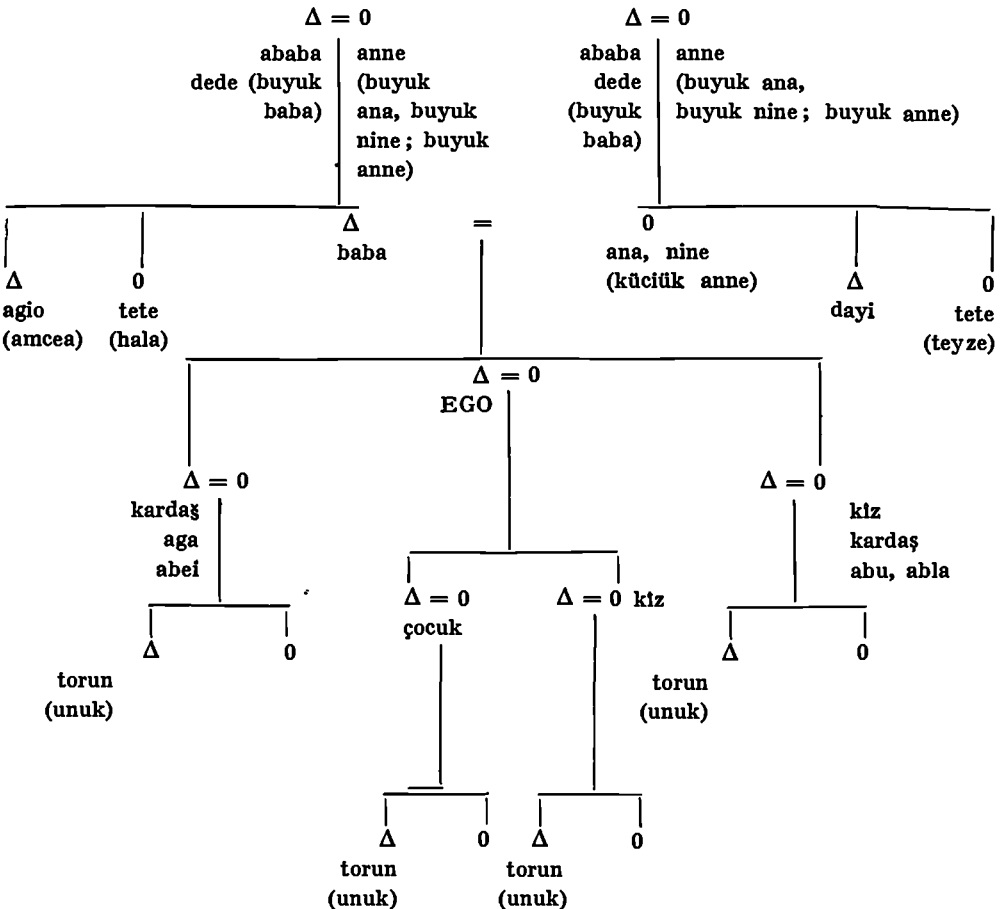 Δ = 0
ababa
dede (buyuk
baba)
anne
(buyuk
ana, buyuk
nine; buyuk
anne)
Δ = 0
ababa
dede
(buyuk
baba)
anne
(buyuk ana,
buyuk nine; buyuk anne)
Δ
agio
(amcea)
0
tete
(hala)
Δ
baba
=
0
ana, nine
(küciük anne)
Δ
dayi
0
tete
(teyze)
Δ = 0
EGO
Δ = 0
kardaş
aga
abei
Δ = 0
kîz
kardaş
abu, abla
Δ = 0
çocuk
Δ = 0 kîz
Δ
torun
(unuk)
0
Δ
torun
(unuk)
0
Δ
torun
(unuk)
0
Δ
torun
(unuk)
0